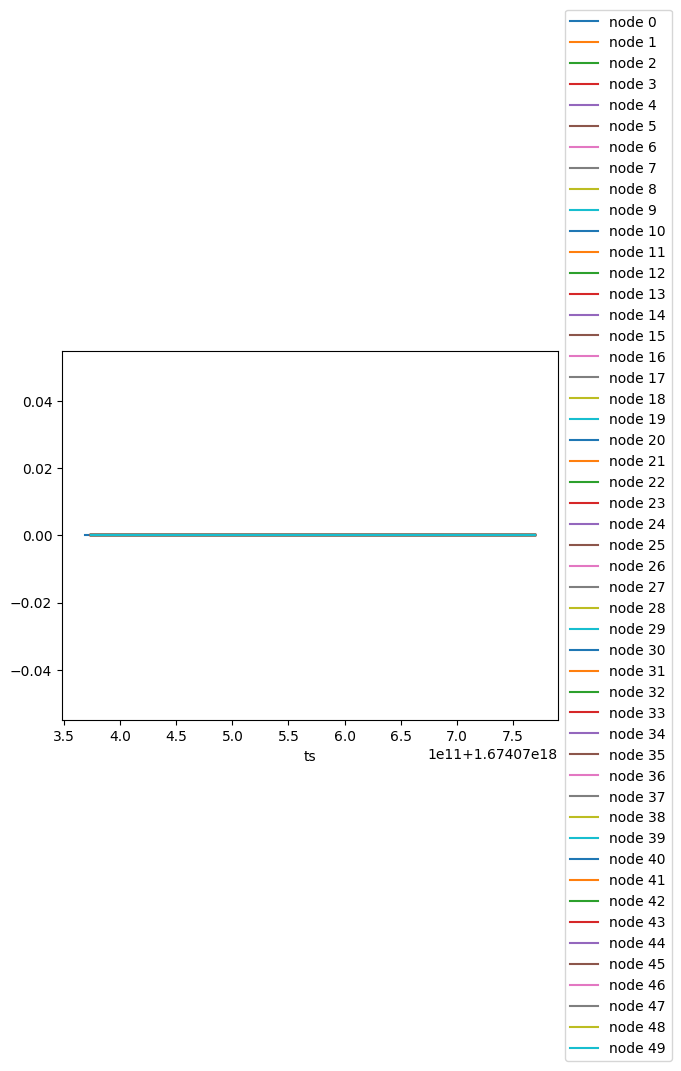 node 0
node 1
node 2
node 3
node 4
node 5
node 6
node 7
node 8
node 9
node 10
node 11
node 12
node 13
node 14
node 15
node 16
node 17
node 18
node 19
node 20
node 21
node 22
node 23
node 24
node 25
node 26
node 27
node 28
node 29
node 30
node 31
node 32
node 33
node 34
node 35
node 36
node 37
node 38
node 39
node 40
node 41
node 42
node 43
node 44
node 45
node 46
node 47
node 48
node 49
0.04
0.02
0.00
−0.02
−0.04
3.5 4.0 4.5 5.0 5.5 6.0 6.5 7.0 7.5
ts
1e11+1.67407e18